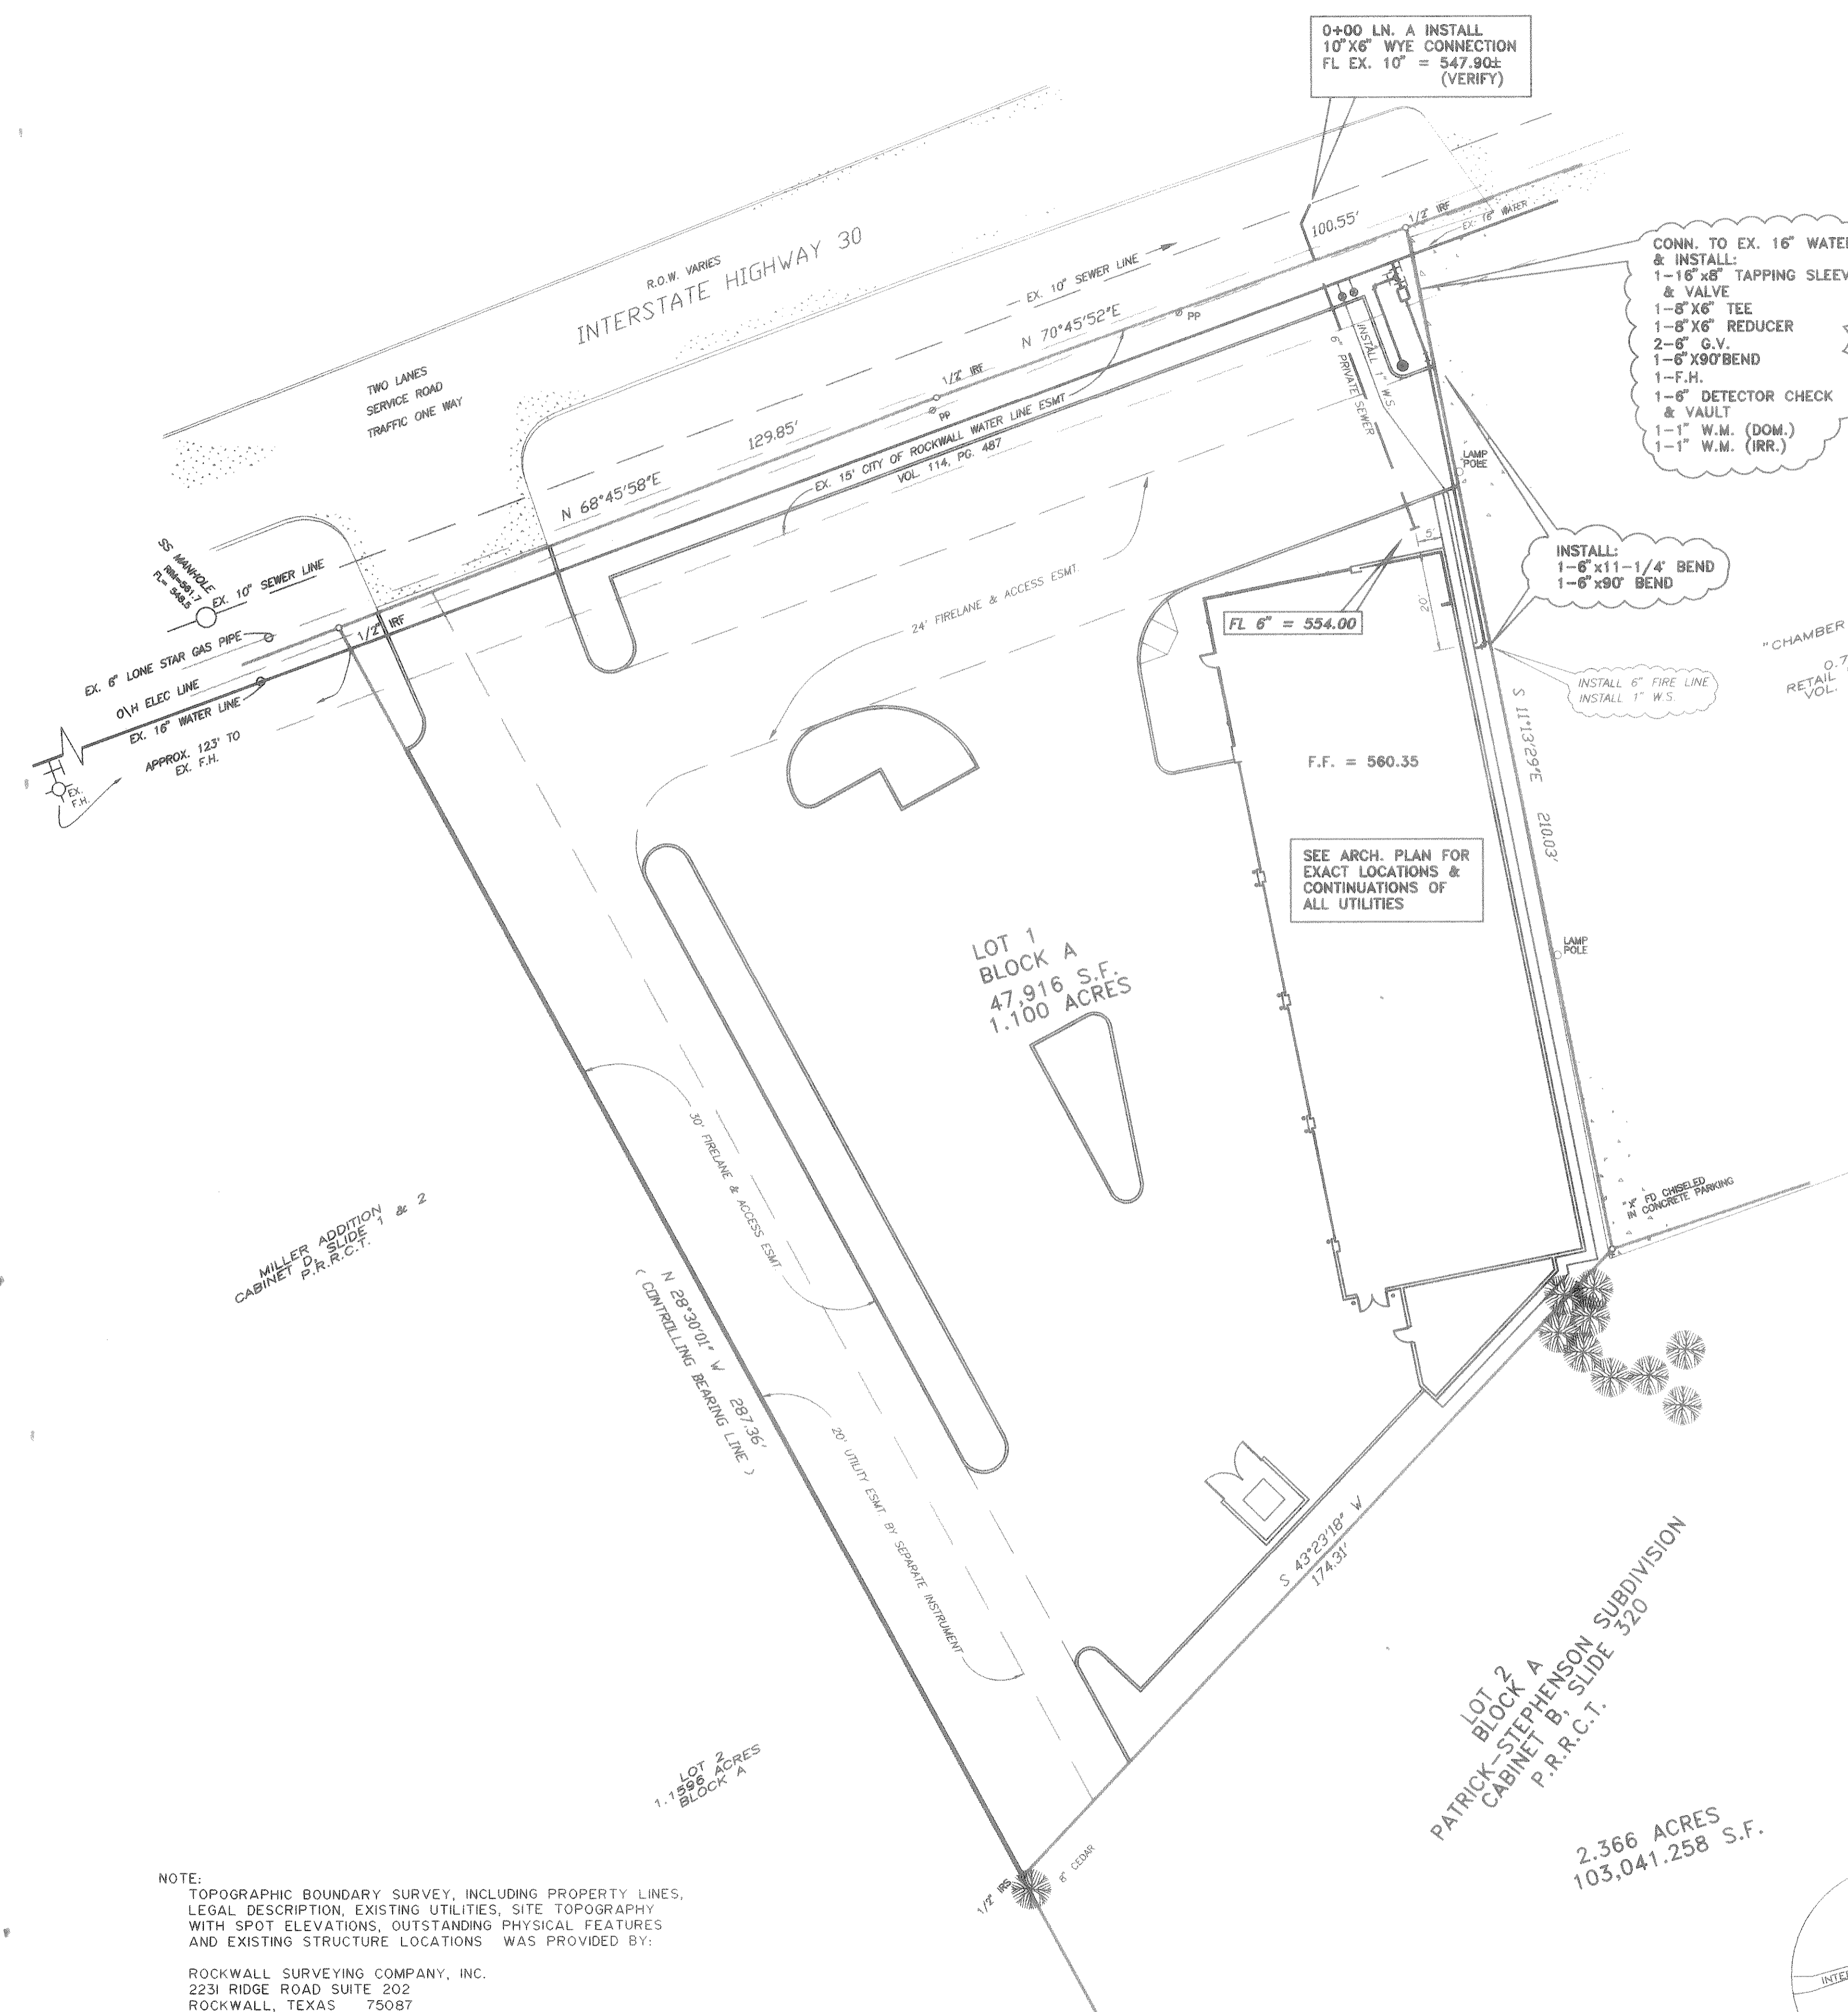 0+00 LN. A INSTALL
10"X6" WYE CONNECTION
FL EX. 10" = 547.90±
(VERIFY)
100.55'
1/2" IRF
EX. 16" WATER
CONN. TO EX. 16" WATE
& INSTALL:
1-16"x8" TAPPING SLEEV
& VALVE
1-8"X6" TEE
1-8"X6" REDUCER
2-6" G.V.
1-6"X90°BEND
1-F.H.
1-6" DETECTOR CHECK
& VAULT
1-1" W.M. (DOM.)
1-1" W.M. (IRR.)
R.O.W. VARIES
INTERSTATE HIGHWAY 30
EX. 10" SEWER LINE
N 70°45'52"E
PP
TWO LANES
SERVICE ROAD
TRAFFIC ONE WAY
1/2" IRF
PP
129.85'
N 68°45'58"E
EX. 15' CITY OF ROCKWALL WATER LINE ESMT
VOL. 114, PG. 487
INSTALL 1" W.S.
6" PRIVATE SEWER
LAMP
POLE
SS MANHOLE
RIM=561.7
FL= 548.5
EX. 10" SEWER LINE
1/2" IRF
EX. 6" LONE STAR GAS PIPE
O\H ELEC LINE
EX. 16" WATER LINE
APPROX. 123' TO
EX. F.H.
EX.
F.H.
24' FIRELANE & ACCESS ESMT.
5'
20'
INSTALL:
1-6"x11-1/4° BEND
1-6"x90° BEND
FL 6" = 554.00
INSTALL 6" FIRE LINE
INSTALL 1" W.S.
"CHAMBER
0.7
RETAIL
VOL.
S 11°13'29"E 210.03'
F.F. = 560.35
SEE ARCH. PLAN FOR
EXACT LOCATIONS &
CONTINUATIONS OF
ALL UTILITIES
LAMP
POLE
LOT 1
BLOCK A
47,916 S.F.
1.100 ACRES
30' FIRELANE & ACCESS ESMT.
"X" FD CHISELED
IN CONCRETE PARKING
MILLER ADDITION
CABINET D, SLIDE 1 & 2
P.R.R.C.T.
N 28°30'01" W 287.36'
( CONTROLLING BEARING LINE )
20' UTILITY ESMT. BY SEPARATE INSTRUMENT
S 43°23'18" W
174.31'
LOT 2
BLOCK A
PATRICK-STEPHENSON SUBDIVISION
CABINET B, SLIDE 320
P.R.R.C.T.
2.366 ACRES
103,041.258 S.F.
LOT 2
1.1596 ACRES
BLOCK A
1/2" IRS
8" CEDAR
NOTE:
TOPOGRAPHIC BOUNDARY SURVEY, INCLUDING PROPERTY LINES,
LEGAL DESCRIPTION, EXISTING UTILITIES, SITE TOPOGRAPHY
WITH SPOT ELEVATIONS, OUTSTANDING PHYSICAL FEATURES
AND EXISTING STRUCTURE LOCATIONS WAS PROVIDED BY:
ROCKWALL SURVEYING COMPANY, INC.
2231 RIDGE ROAD SUITE 202
ROCKWALL, TEXAS 75087
INTE